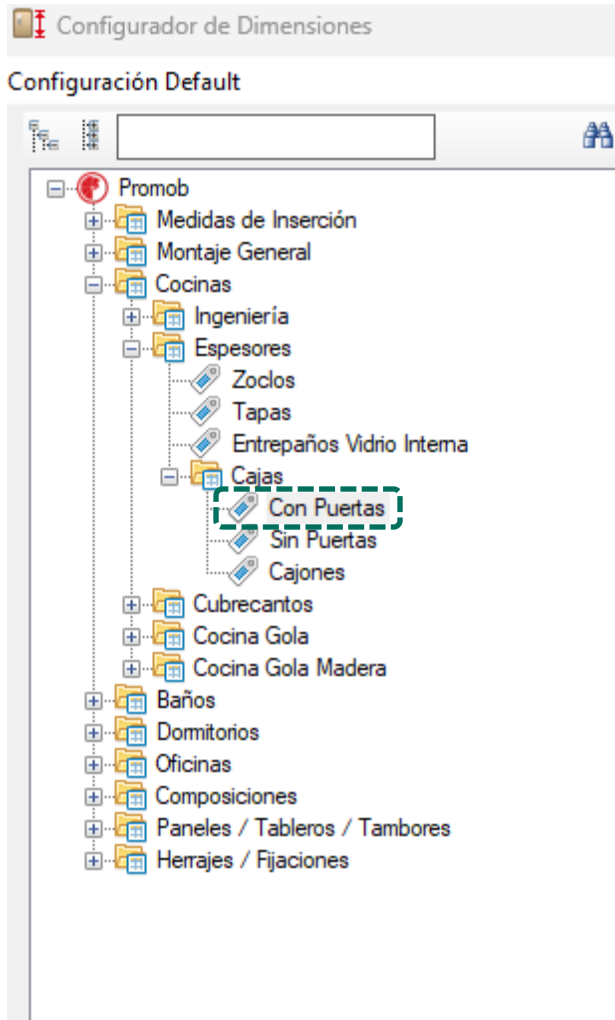 Configurador de Dimensiones
Configuración Default
Promob
Medidas de Inserción
Montaje General
Cocinas
Ingeniería
Espesores
Zoclos
Tapas
Entrepaños Vidrio Interna
Cajas
Con Puertas
Sin Puertas
Cajones
Cubrecantos
Cocina Gola
Cocina Gola Madera
Baños
Dormitorios
Oficinas
Composiciones
Paneles / Tableros / Tambores
Herrajes / Fijaciones